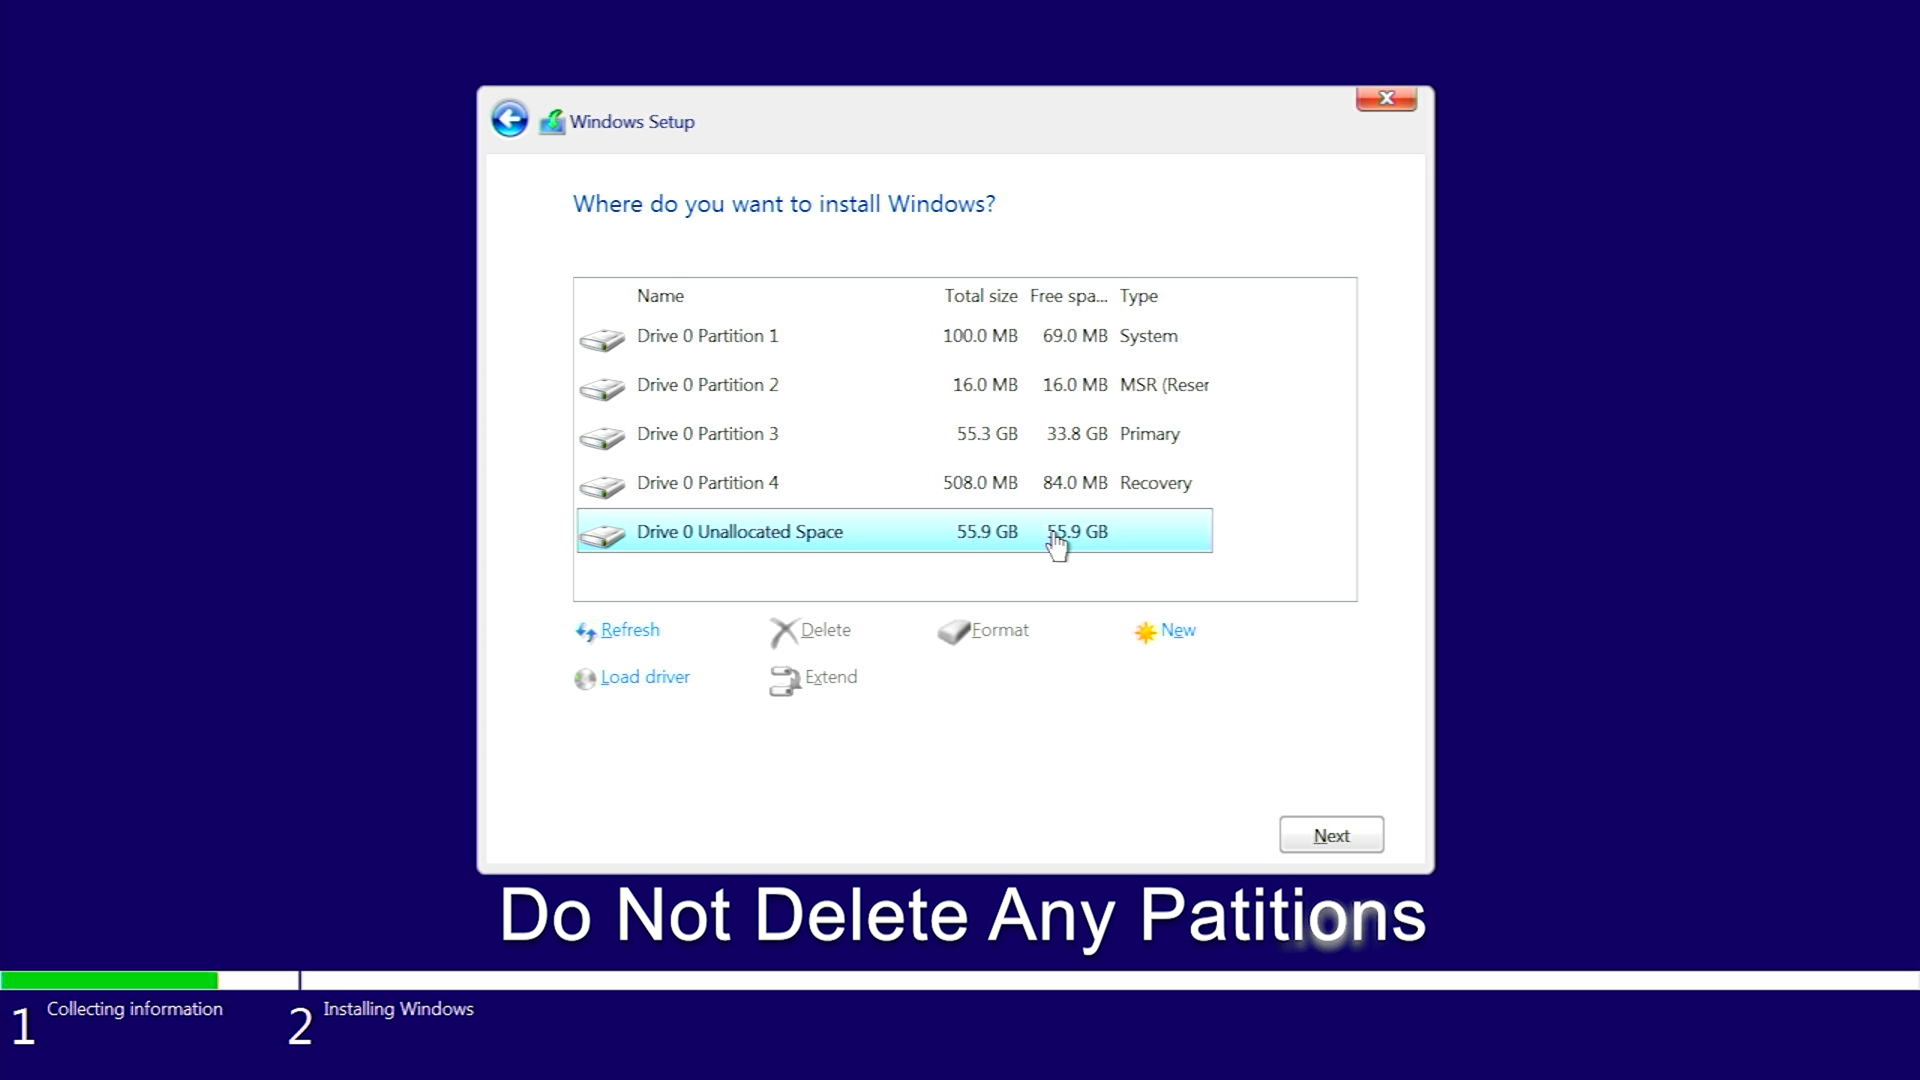 Windows Setup
Where do you want to install Windows?
Name Total size Free spa... Type
Drive 0 Partition 1 100.0 MB 69.0 MB System
Drive 0 Partition 2 16.0 MB 16.0 MB MSR (Reser
Drive 0 Partition 3 55.3 GB 33.8 GB Primary
Drive 0 Partition 4 508.0 MB 84.0 MB Recovery
Drive 0 Unallocated Space 55.9 GB 55.9 GB
Refresh Delete Format New
Load driver Extend
Next
Do Not Delete Any Patitions
1 Collecting information 2 Installing Windows